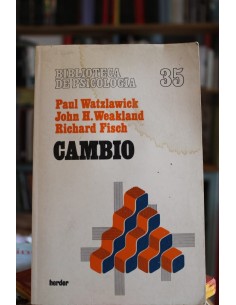 BIBLIOTECA
DE PSICOLOGIA
35
Paul Watzlawick
John H. Weakland
Richard Fisch
CAMBIO
herder